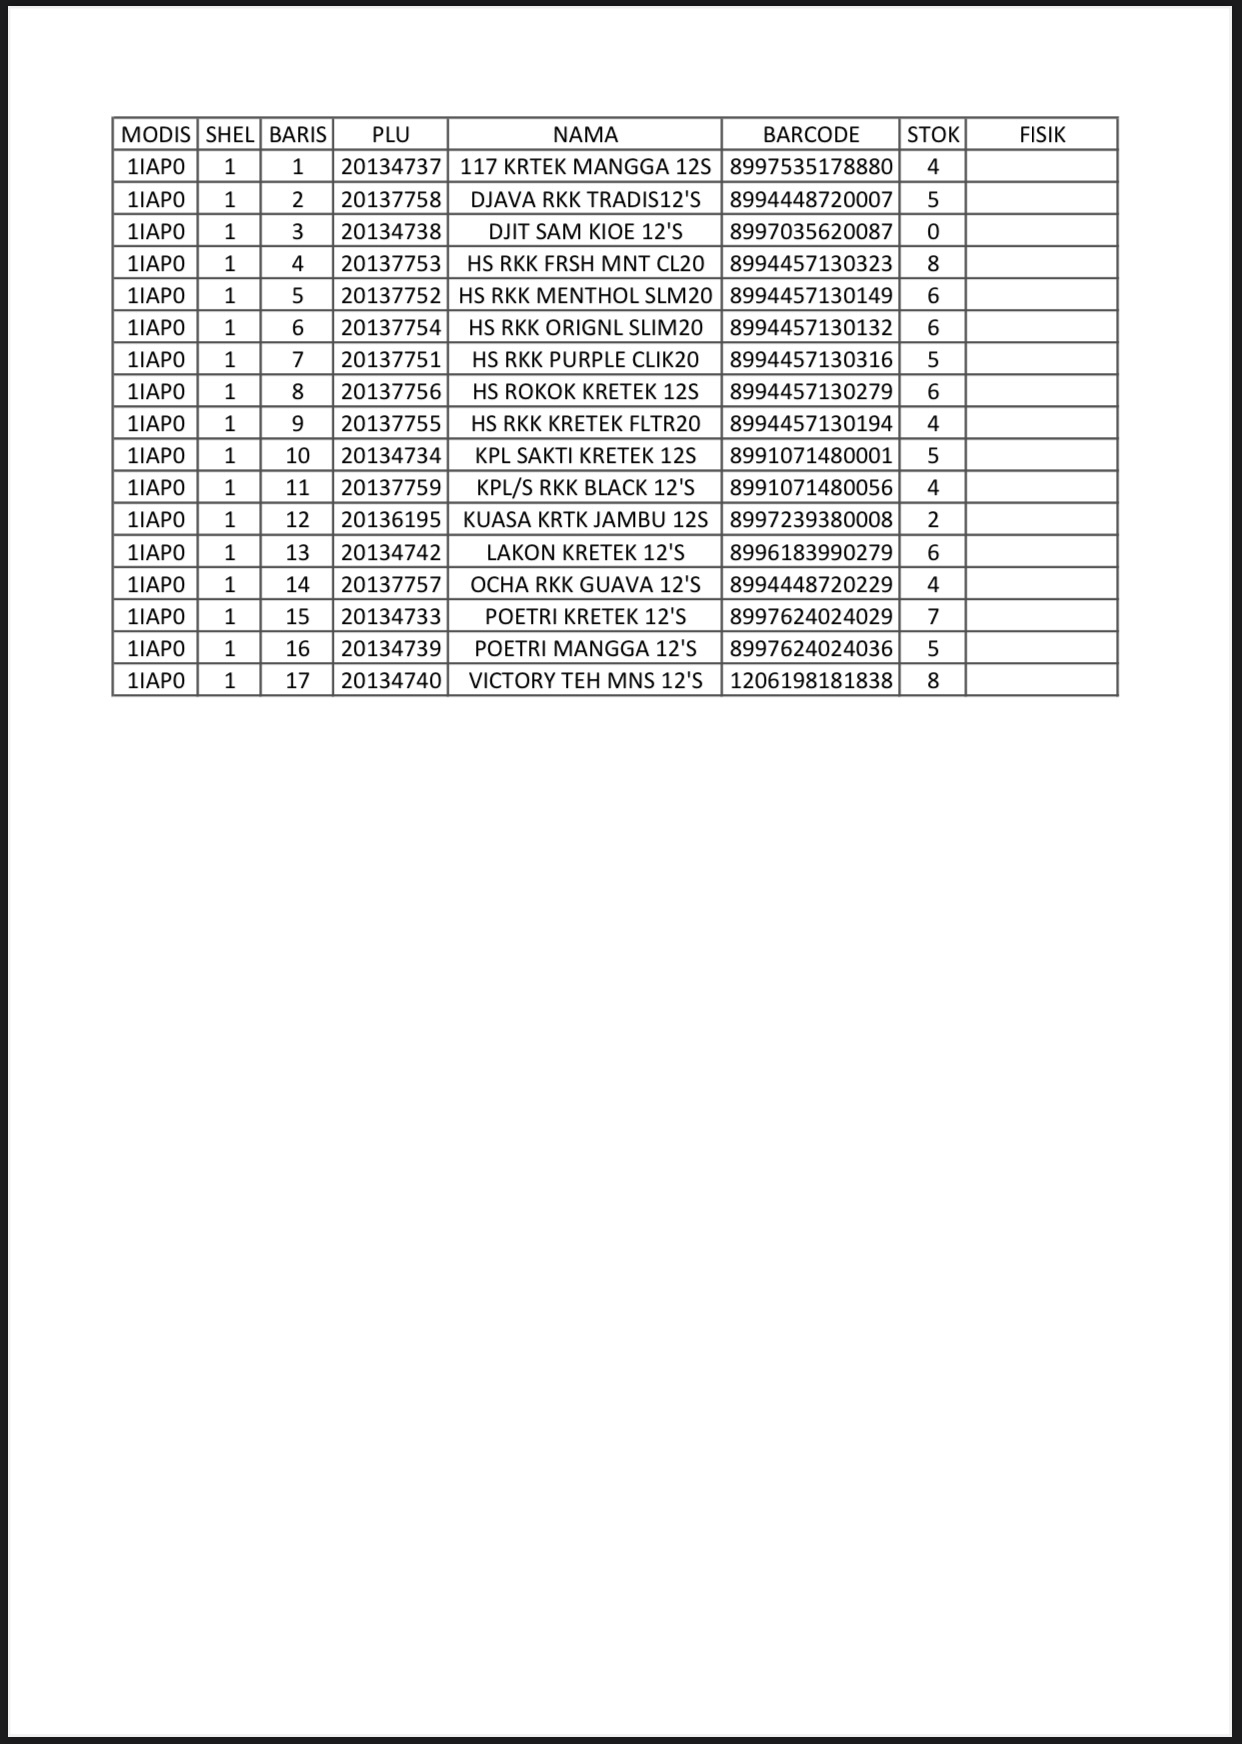 MODIS SHEL BARIS PLU NAMA BARCODE STOK FISIK
1IAP0 1 1 20134737 117 KRTEK MANGGA 12S 8997535178880 4
1IAP0 1 2 20137758 DJAVA RKK TRADIS12'S 8994448720007 5
1IAP0 1 3 20134738 DJIT SAM KIOE 12'S 8997035620087 0
1IAP0 1 4 20137753 HS RKK FRSH MNT CL20 8994457130323 8
1IAP0 1 5 20137752 HS RKK MENTHOL SLM20 8994457130149 6
1IAP0 1 6 20137754 HS RKK ORIGNL SLIM20 8994457130132 6
1IAP0 1 7 20137751 HS RKK PURPLE CLIK20 8994457130316 5
1IAP0 1 8 20137756 HS ROKOK KRETEK 12S 8994457130279 6
1IAP0 1 9 20137755 HS RKK KRETEK FLTR20 8994457130194 4
1IAP0 1 10 20134734 KPL SAKTI KRETEK 12S 8991071480001 5
1IAP0 1 11 20137759 KPL/S RKK BLACK 12'S 8991071480056 4
1IAP0 1 12 20136195 KUASA KRTK JAMBU 12S 8997239380008 2
1IAP0 1 13 20134742 LAKON KRETEK 12'S 8996183990279 6
1IAP0 1 14 20137757 OCHA RKK GUAVA 12'S 8994448720229 4
1IAP0 1 15 20134733 POETRI KRETEK 12'S 8997624024029 7
1IAP0 1 16 20134739 POETRI MANGGA 12'S 8997624024036 5
1IAP0 1 17 20134740 VICTORY TEH MNS 12'S 1206198181838 8